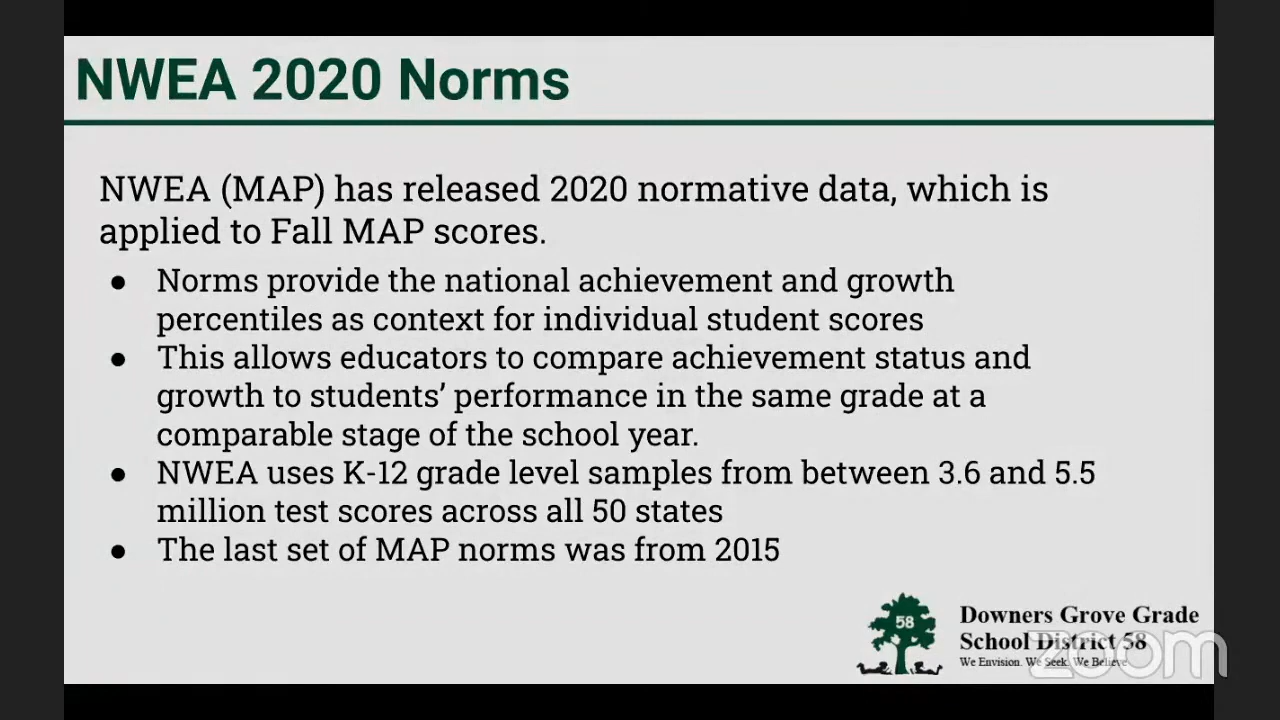 NWEA 2020 Norms
NWEA (MAP) has released 2020 normative data, which is
applied to Fall MAP scores.
● Norms provide the national achievement and growth
percentiles as context for individual student scores
● This allows educators to compare achievement status and
growth to students’ performance in the same grade at a
comparable stage of the school year.
● NWEA uses K-12 grade level samples from between 3.6 and 5.5
million test scores across all 50 states
● The last set of MAP norms was from 2015
58
Downers Grove Grade
School District 58
We Envision. We Seek. We Believe
zoom